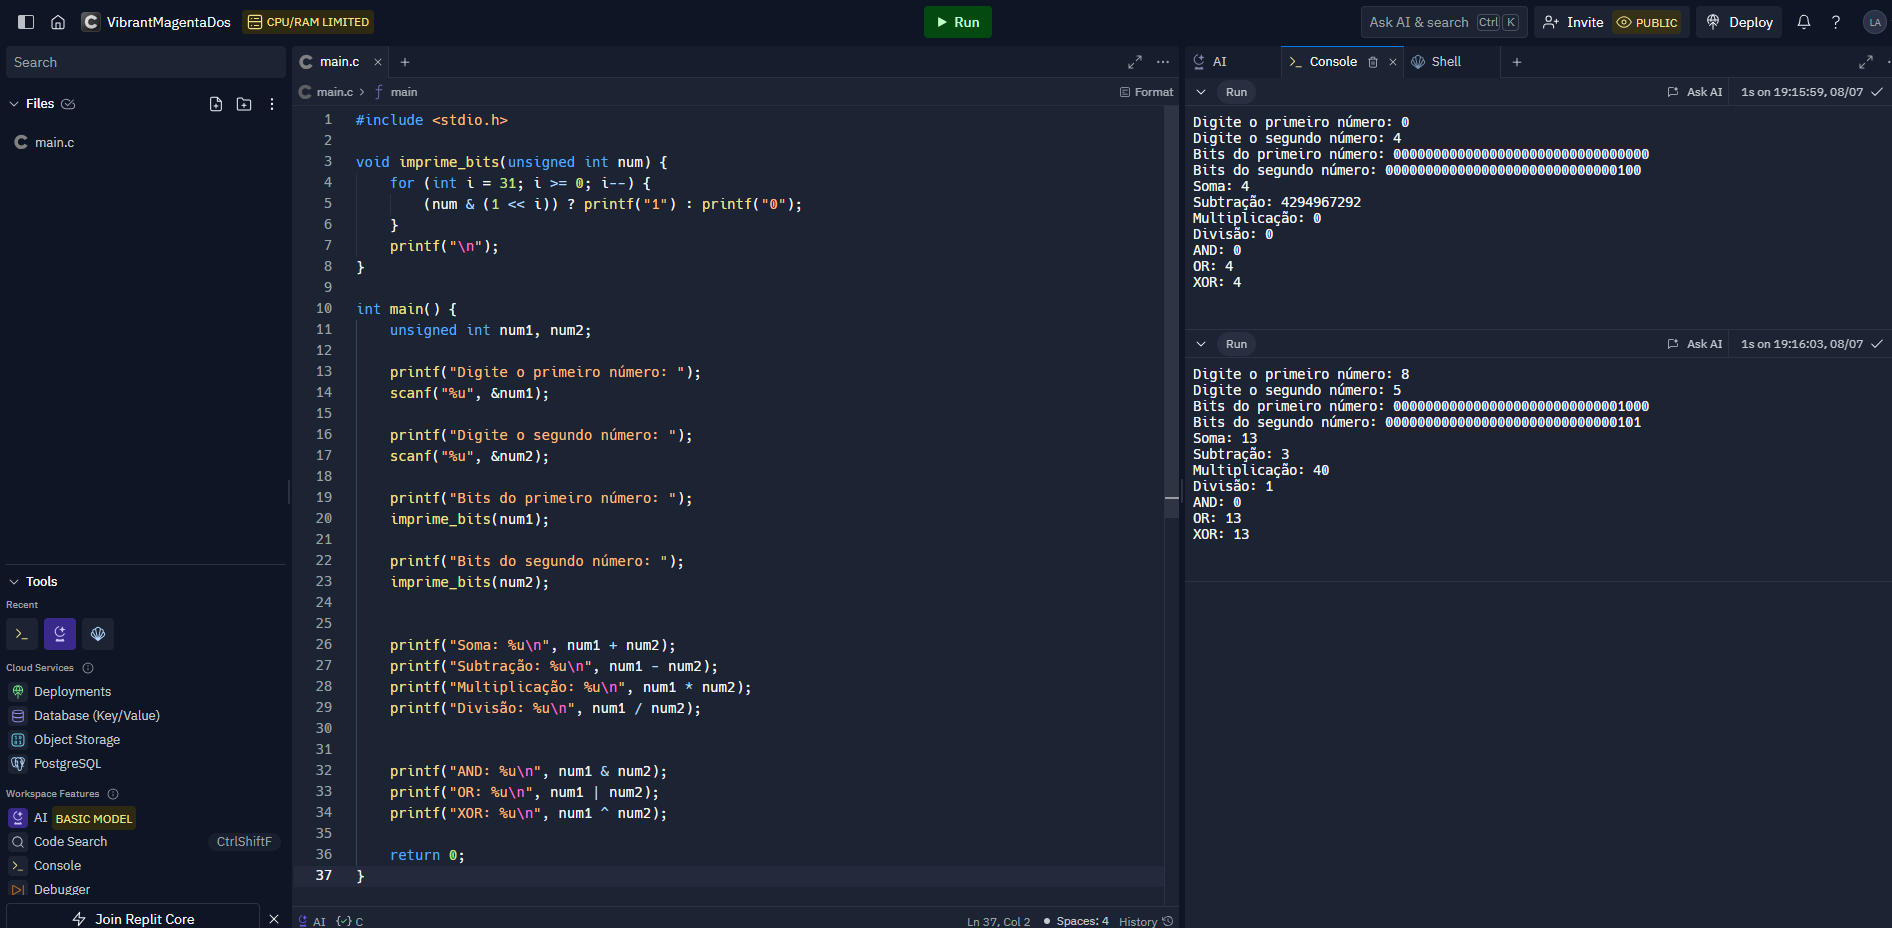 VibrantMagentaDos CPU/RAM LIMITED Run Ask AI & search Ctrl K Invite PUBLIC Deploy ? LA
Search
Files
main.c
Tools
Recent
Cloud Services
Deployments
Database (Key/Value)
Object Storage
PostgreSQL
Workspace Features
AI BASIC MODEL
Code Search CtrlShiftF
Console
Debugger
Join Replit Core
main.c
main.c > f main Format
1 #include <stdio.h>
2
3 void imprime_bits(unsigned int num) {
4 for (int i = 31; i >= 0; i--) {
5 (num & (1 << i)) ? printf("1") : printf("0");
6 }
7 printf("\n");
8 }
9
10 int main() {
11 unsigned int num1, num2;
12
13 printf("Digite o primeiro número: ");
14 scanf("%u", &num1);
15
16 printf("Digite o segundo número: ");
17 scanf("%u", &num2);
18
19 printf("Bits do primeiro número: ");
20 imprime_bits(num1);
21
22 printf("Bits do segundo número: ");
23 imprime_bits(num2);
24
25
26 printf("Soma: %u\n", num1 + num2);
27 printf("Subtração: %u\n", num1 - num2);
28 printf("Multiplicação: %u\n", num1 * num2);
29 printf("Divisão: %u\n", num1 / num2);
30
31
32 printf("AND: %u\n", num1 & num2);
33 printf("OR: %u\n", num1 | num2);
34 printf("XOR: %u\n", num1 ^ num2);
35
36 return 0;
37 }
AI C Ln 37, Col 2 Spaces: 4 History
AI Console Shell
Run Ask AI 1s on 19:15:59, 08/07
Digite o primeiro número: 0
Digite o segundo número: 4
Bits do primeiro número: 00000000000000000000000000000000
Bits do segundo número: 00000000000000000000000000000100
Soma: 4
Subtração: 4294967292
Multiplicação: 0
Divisão: 0
AND: 0
OR: 4
XOR: 4
Run Ask AI 1s on 19:16:03, 08/07
Digite o primeiro número: 8
Digite o segundo número: 5
Bits do primeiro número: 00000000000000000000000000001000
Bits do segundo número: 00000000000000000000000000000101
Soma: 13
Subtração: 3
Multiplicação: 40
Divisão: 1
AND: 0
OR: 13
XOR: 13